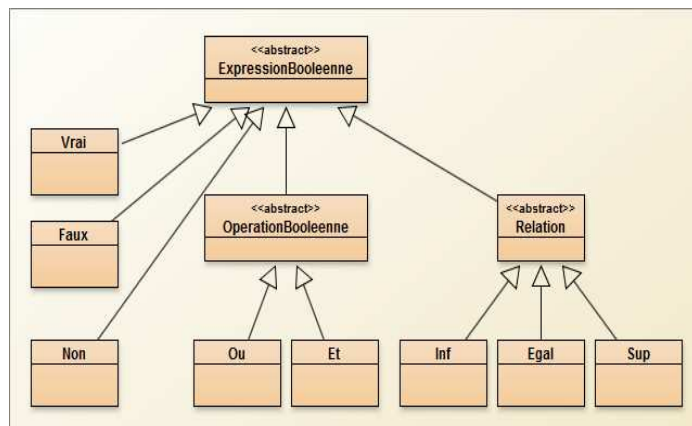 <<abstract>>
ExpressionBooleenne
Vrai
<<abstract>>
OperationBooleenne
<<abstract>>
Relation
Faux
Non
Ou
Et
Inf
Egal
Sup